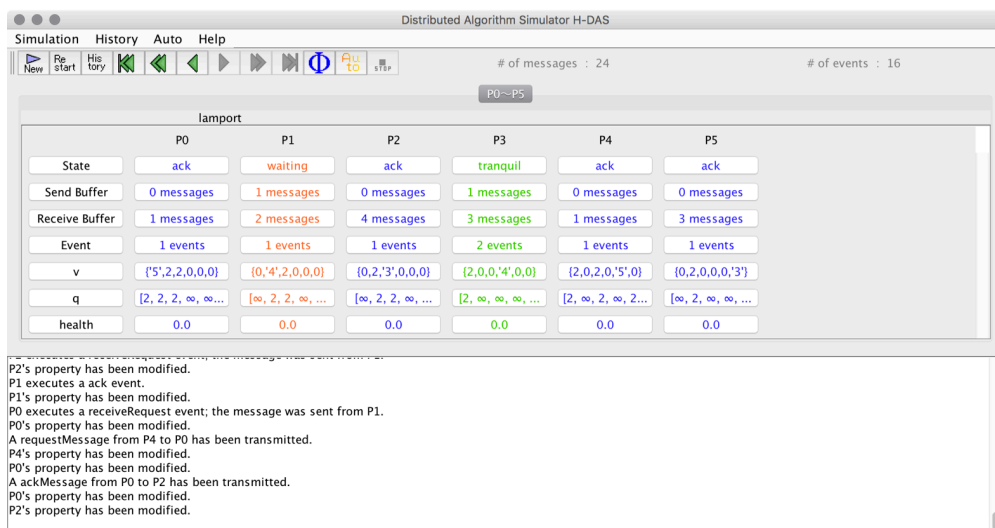 Distributed Algorithm Simulator H-DAS
Simulation History Auto Help
New Re start His tory Φ Au to STOP # of messages : 24 # of events : 16
P0~P5
lamport
P0 P1 P2 P3 P4 P5
State ack waiting ack tranquil ack ack
Send Buffer 0 messages 1 messages 0 messages 1 messages 0 messages 0 messages
Receive Buffer 1 messages 2 messages 4 messages 3 messages 1 messages 3 messages
Event 1 events 1 events 1 events 2 events 1 events 1 events
v {'5',2,2,0,0,0} {0,'4',2,0,0,0} {0,2,'3',0,0,0} {2,0,0,'4',0,0} {2,0,2,0,'5',0} {0,2,0,0,0,'3'}
q [2, 2, 2, ∞, ∞... [∞, 2, 2, ∞, ... [∞, 2, 2, ∞, ... [2, ∞, ∞, ∞, ... [2, ∞, 2, ∞, 2... [∞, 2, ∞, ∞, ...
health 0.0 0.0 0.0 0.0 0.0 0.0
P2's property has been modified.
P1 executes a ack event.
P1's property has been modified.
P0 executes a receiveRequest event; the message was sent from P1.
P0's property has been modified.
A requestMessage from P4 to P0 has been transmitted.
P4's property has been modified.
P0's property has been modified.
A ackMessage from P0 to P2 has been transmitted.
P0's property has been modified.
P2's property has been modified.